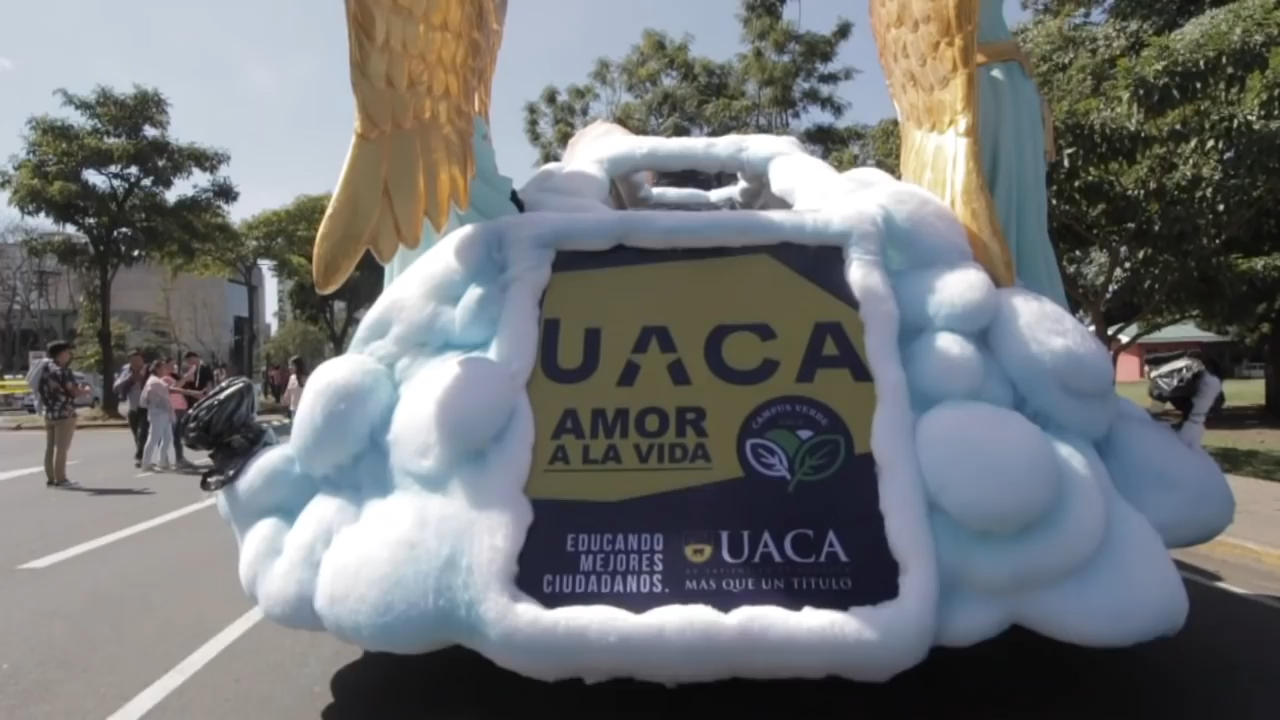 UACA
AMOR
A LA VIDA
CAMPUS VERDE
EDUCANDO
MEJORES
CIUDADANOS.
UACA
MÁS QUE UN TÍTULO